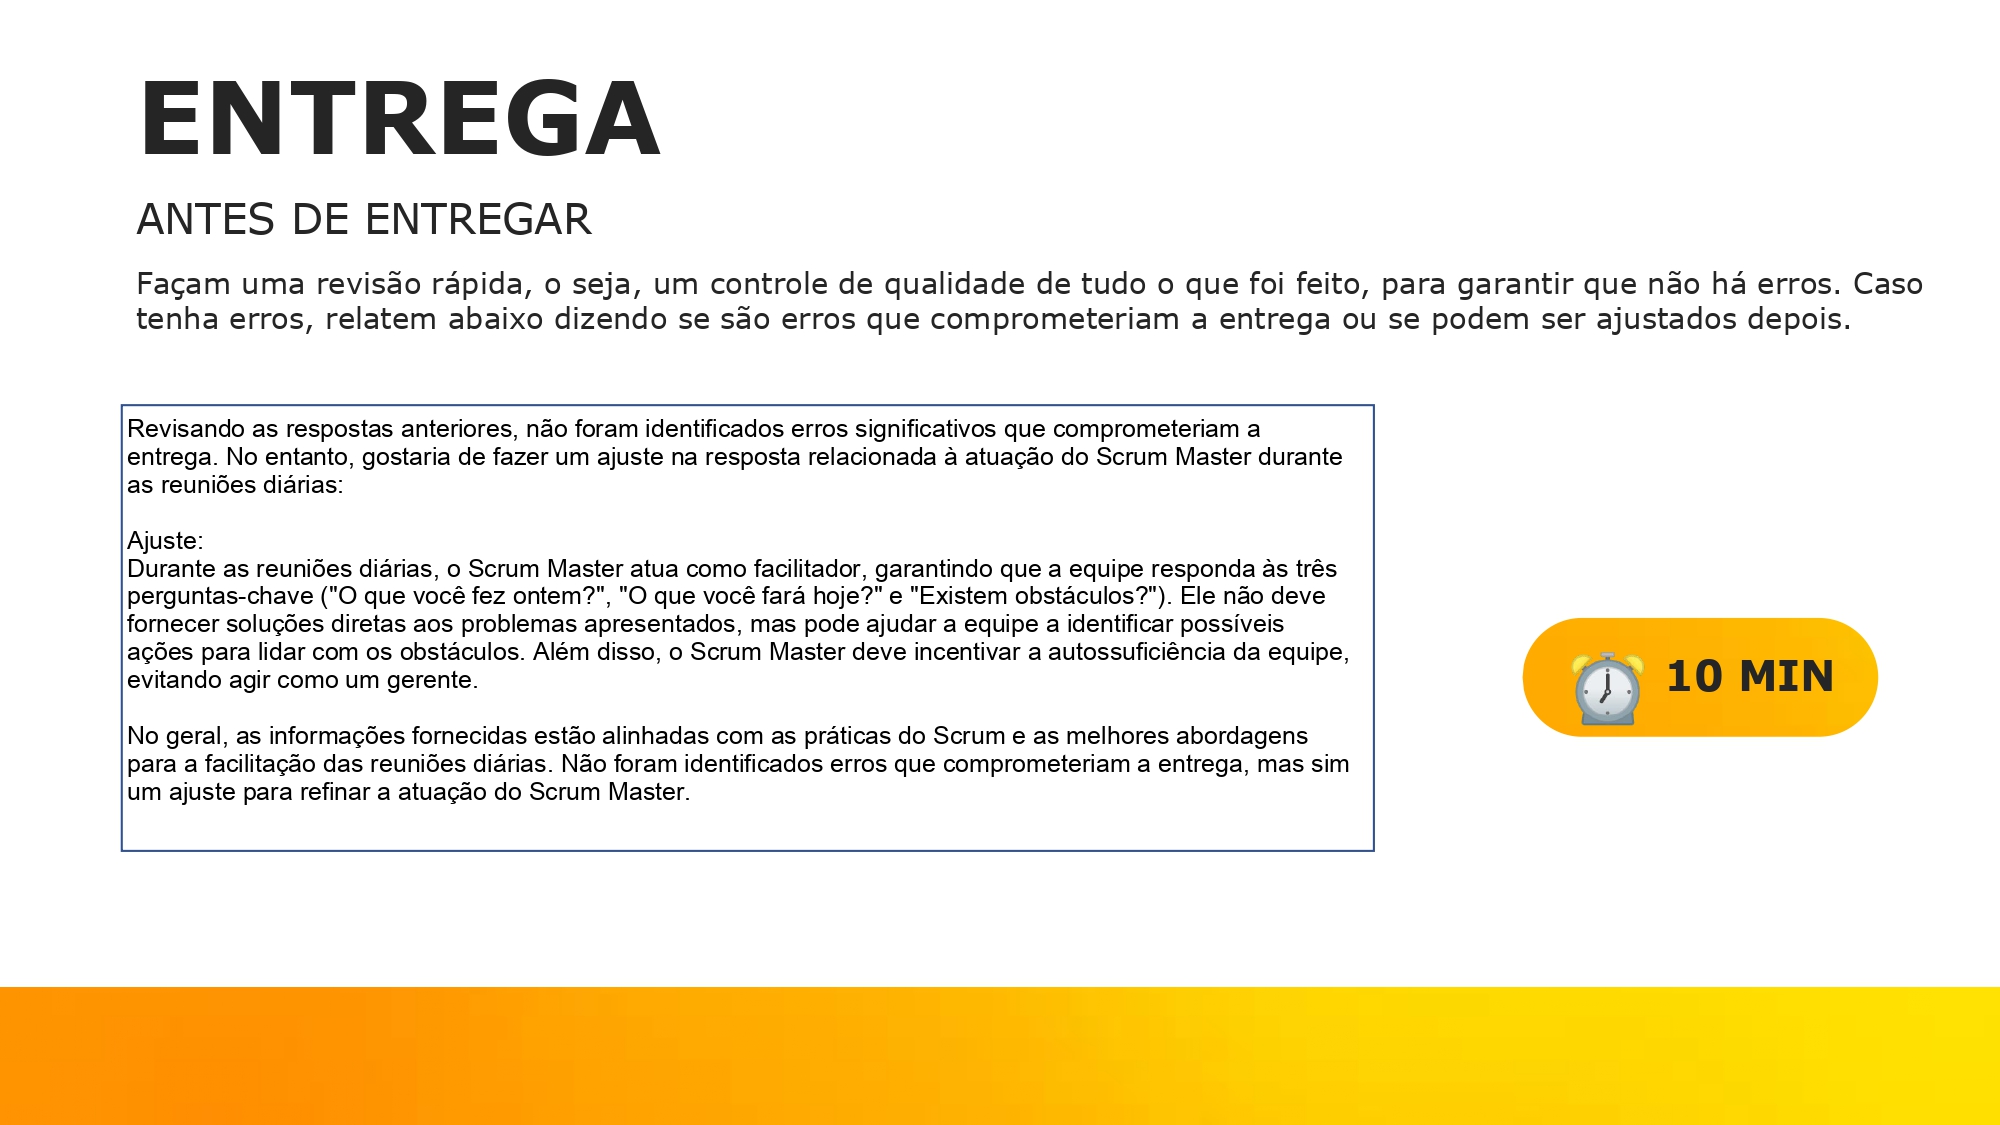 ENTREGA
ANTES DE ENTREGAR
Façam uma revisão rápida, o seja, um controle de qualidade de tudo o que foi feito, para garantir que não há erros. Caso
tenha erros, relatem abaixo dizendo se são erros que comprometeriam a entrega ou se podem ser ajustados depois.
Revisando as respostas anteriores, não foram identificados erros significativos que comprometeriam a
entrega. No entanto, gostaria de fazer um ajuste na resposta relacionada à atuação do Scrum Master durante
as reuniões diárias:
Ajuste:
Durante as reuniões diárias, o Scrum Master atua como facilitador, garantindo que a equipe responda às três
perguntas-chave ("O que você fez ontem?", "O que você fará hoje?" e "Existem obstáculos?"). Ele não deve
fornecer soluções diretas aos problemas apresentados, mas pode ajudar a equipe a identificar possíveis
ações para lidar com os obstáculos. Além disso, o Scrum Master deve incentivar a autossuficiência da equipe,
evitando agir como um gerente.
No geral, as informações fornecidas estão alinhadas com as práticas do Scrum e as melhores abordagens
para a facilitação das reuniões diárias. Não foram identificados erros que comprometeriam a entrega, mas sim
um ajuste para refinar a atuação do Scrum Master.
10 MIN